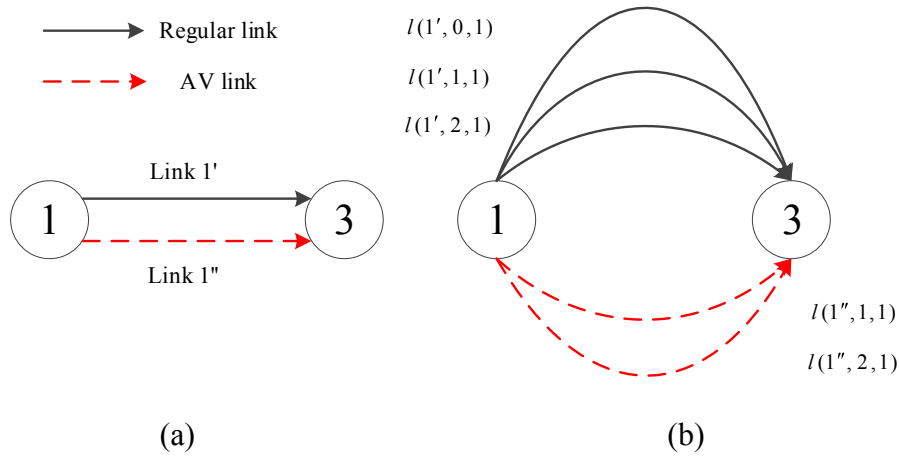 Regular link
AV link
Link 1'
1
3
Link 1"
(a)
l(1′, 0, 1)
l(1′, 1, 1)
l(1′, 2, 1)
1
3
l(1″, 1, 1)
l(1″, 2, 1)
(b)